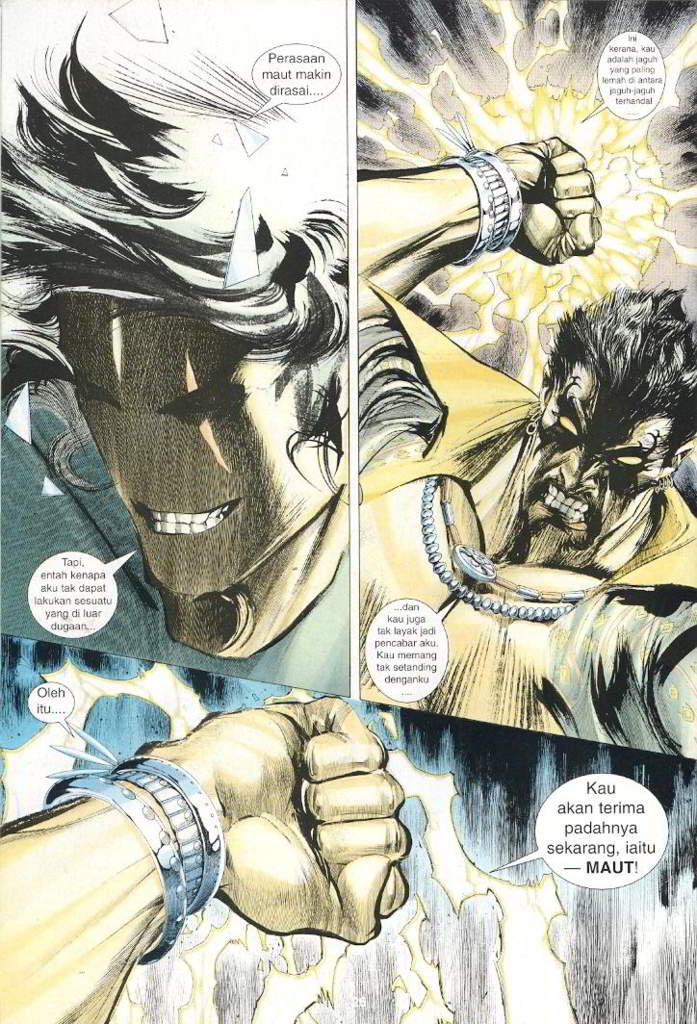 Perasaan
maut makin
dirasai....
Tapi,
entah kenapa
aku tak dapat
lakukan sesuatu
yang di luar
dugaan...
Ini
kerana, kau
adalah jaguh
yang paling
lemah di antara
jaguh-jaguh
terhandal
....
...dan
kau juga
tak layak jadi
pencabar aku.
Kau memang
tak setanding
denganku
....
Oleh
itu....
Kau
akan terima
padahnya
sekarang, iaitu
— MAUT!
26